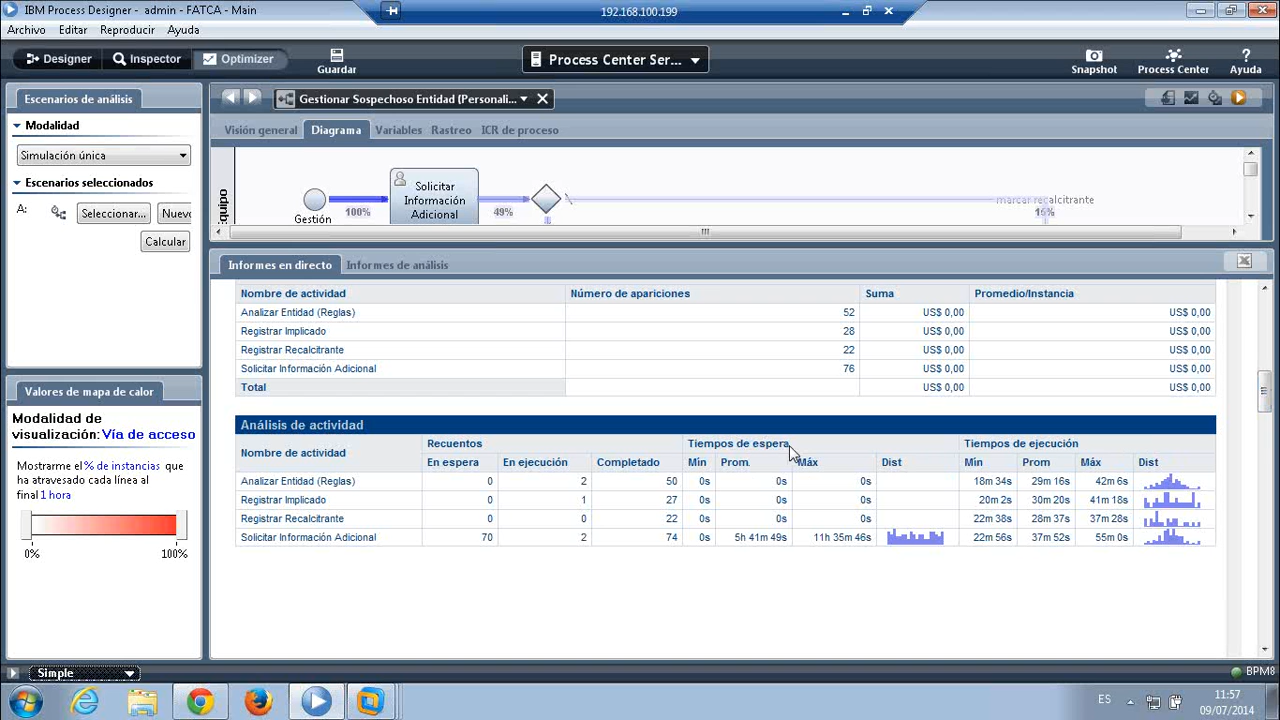 IBM Process Designer - admin - FATCA - Main
192.168.100.199
Archivo Editar Reproducir Ayuda
Designer Inspector Optimizer
Guardar
Process Center Ser...
Snapshot Process Center Ayuda
Escenarios de análisis
Modalidad
Simulación única
Escenarios seleccionados
A: Seleccionar... Nuevo
Calcular
Gestionar Sospechoso Entidad (Personali...
Visión general Diagrama Variables Rastreo ICR de proceso
quipo
Gestión
100%
Solicitar
Información
Adicional
49%
marcar recalcitrante
16%
Valores de mapa de calor
Modalidad de
visualización: Vía de acceso
Mostrarme el % de instancias que
ha atravesado cada línea al
final 1 hora
0% 100%
Informes en directo Informes de análisis
Nombre de actividad Número de apariciones Suma Promedio/Instancia
Analizar Entidad (Reglas) 52 US$ 0,00 US$ 0,00
Registrar Implicado 28 US$ 0,00 US$ 0,00
Registrar Recalcitrante 22 US$ 0,00 US$ 0,00
Solicitar Información Adicional 76 US$ 0,00 US$ 0,00
Total US$ 0,00 US$ 0,00
Análisis de actividad
Nombre de actividad Recuentos Tiempos de espera Tiempos de ejecución
En espera En ejecución Completado Mín Prom. Máx Dist Mín Prom Máx Dist
Analizar Entidad (Reglas) 0 2 50 0s 0s 0s 18m 34s 29m 16s 42m 6s
Registrar Implicado 0 1 27 0s 0s 0s 20m 2s 30m 20s 41m 18s
Registrar Recalcitrante 0 0 22 0s 0s 0s 22m 38s 28m 37s 37m 28s
Solicitar Información Adicional 70 2 74 0s 5h 41m 49s 11h 35m 46s 22m 56s 37m 52s 55m 0s
Simple
BPM8
ES
11:57
09/07/2014